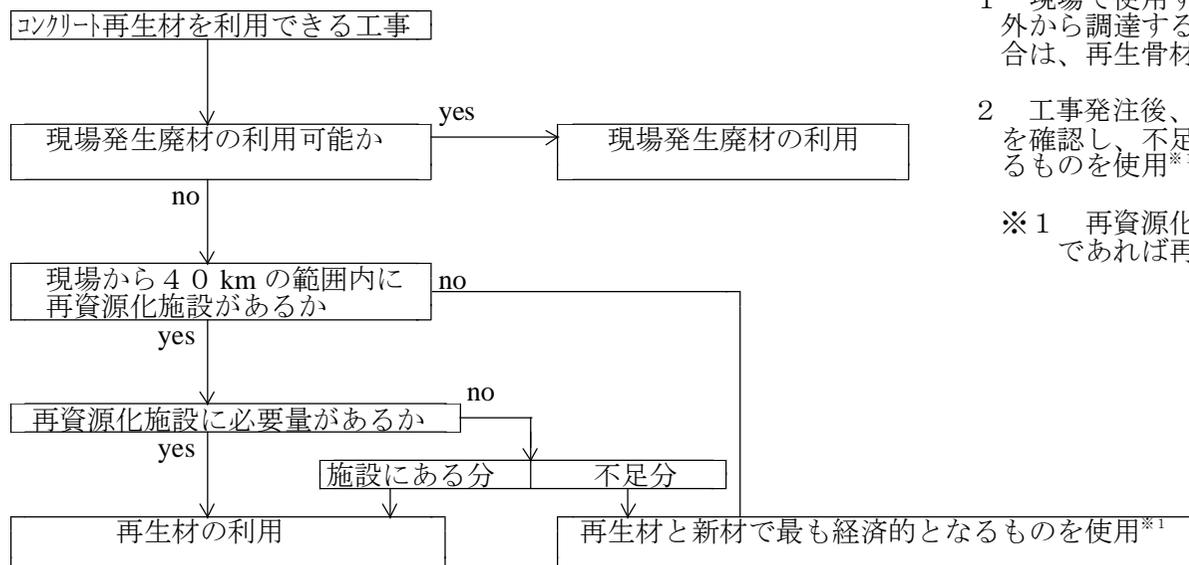 コンクリート再生材を利用できる工事
現場発生廃材の利用可能か
yes
現場発生廃材の利用
no
現場から４０ km の範囲内に
再資源化施設があるか
no
yes
再資源化施設に必要量があるか
no
yes
施設にある分
不足分
再生材の利用
再生材と新材で最も経済的となるものを使用※1
１　現場で使用す
外から調達する
合は、再生骨材
２　工事発注後、
を確認し、不足
るものを使用※1
※１　再資源化
であれば再